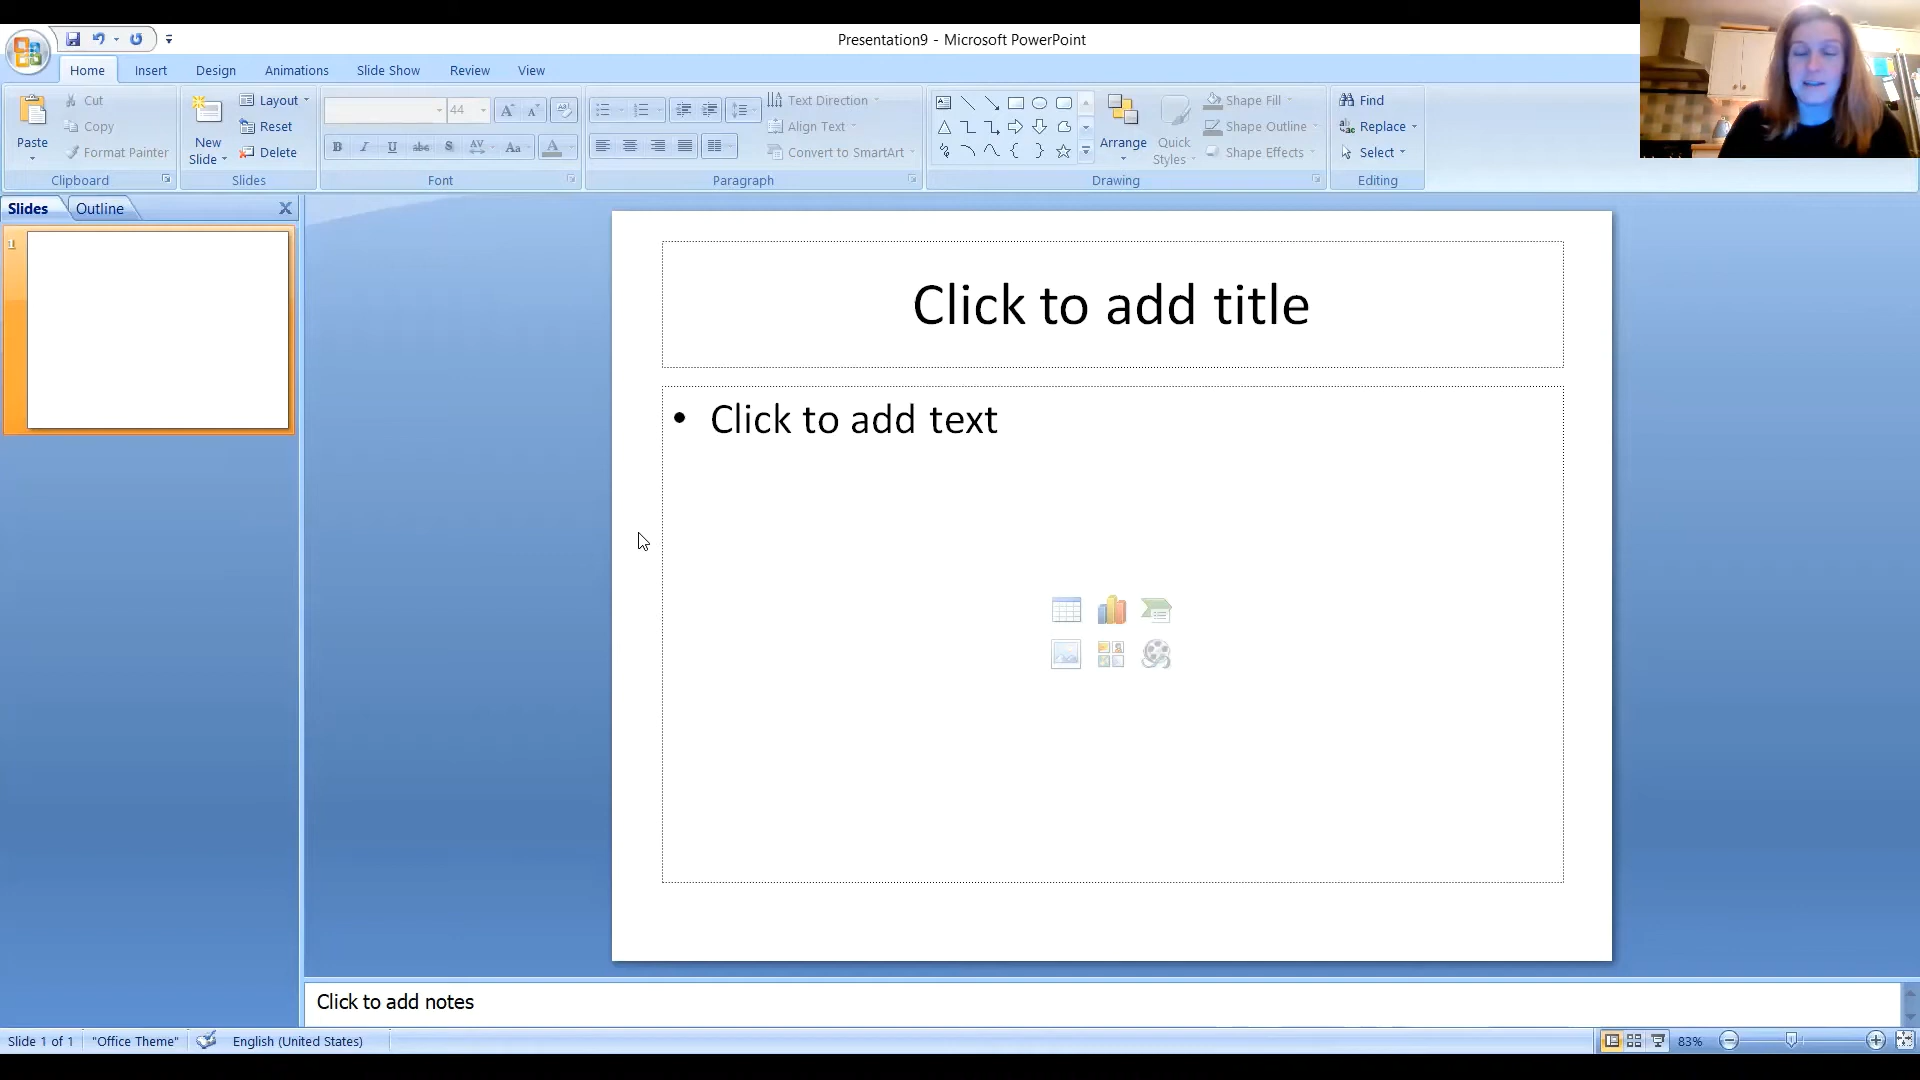 Presentation9 - Microsoft PowerPoint
Home Insert Design Animations Slide Show Review View
Paste
Cut
Copy
Format Painter
Clipboard
New
Slide
Layout
Reset
Delete
Slides
44
B I U abc S AV Aa A
Font
Text Direction
Align Text
Convert to SmartArt
Paragraph
Arrange
Quick
Styles
Shape Fill
Shape Outline
Shape Effects
Drawing
Find
Replace
Select
Editing
Slides Outline X
1
Click to add title
• Click to add text
Click to add notes
Slide 1 of 1 "Office Theme" English (United States) 83%